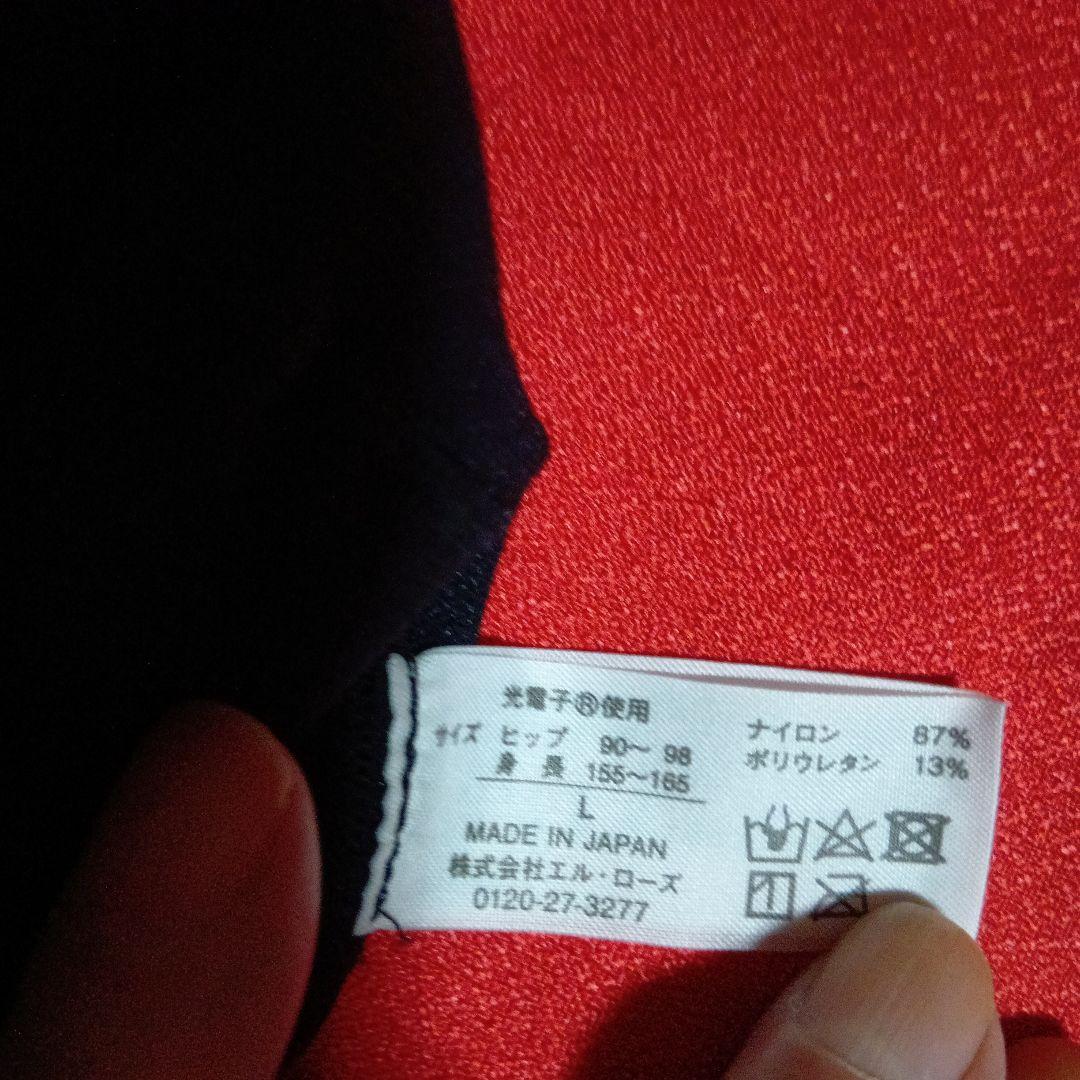 光電子®使用
サイズ ヒップ 90～98
身長 155～165
L
MADE IN JAPAN
株式会社エル・ローズ
0120-27-3277
ナイロン 87%
ポリウレタン 13%